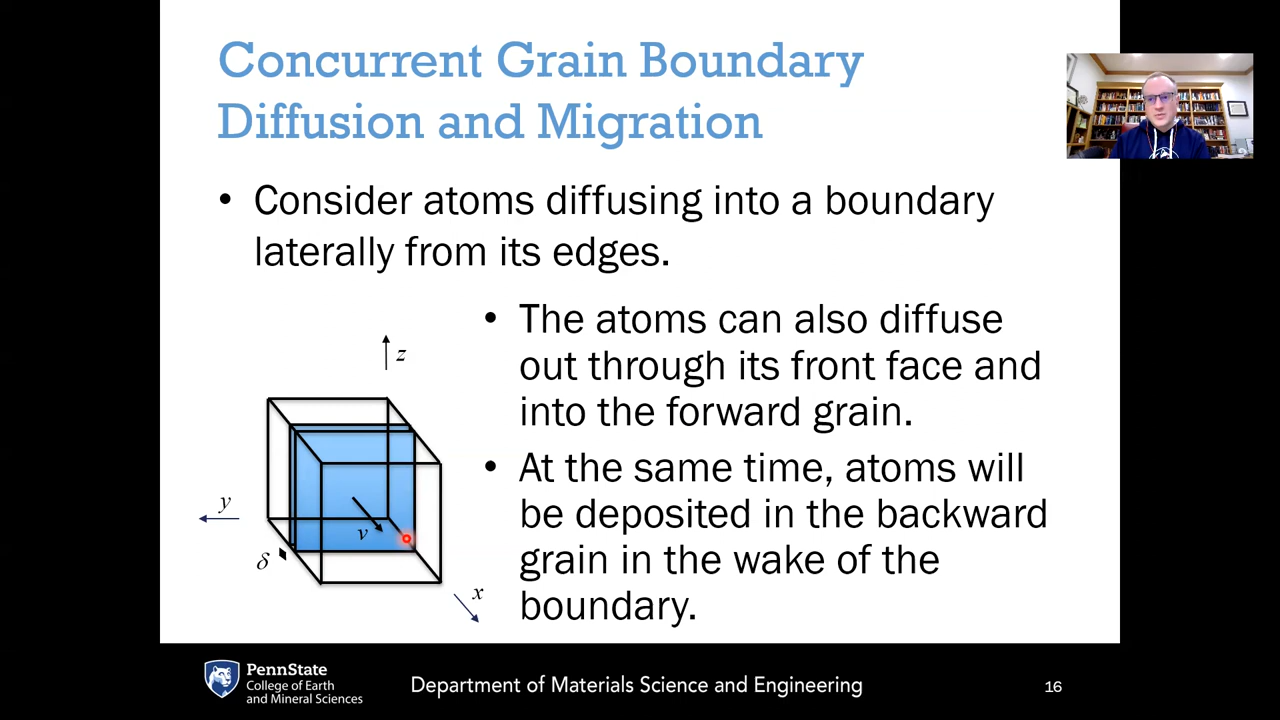 Concurrent Grain Boundary
Diffusion and Migration
• Consider atoms diffusing into a boundary
laterally from its edges.
• The atoms can also diffuse
out through its front face and
into the forward grain.
• At the same time, atoms will
be deposited in the backward
grain in the wake of the
boundary.
z
y
v
δ
x
PennState
College of Earth
and Mineral Sciences
Department of Materials Science and Engineering
16